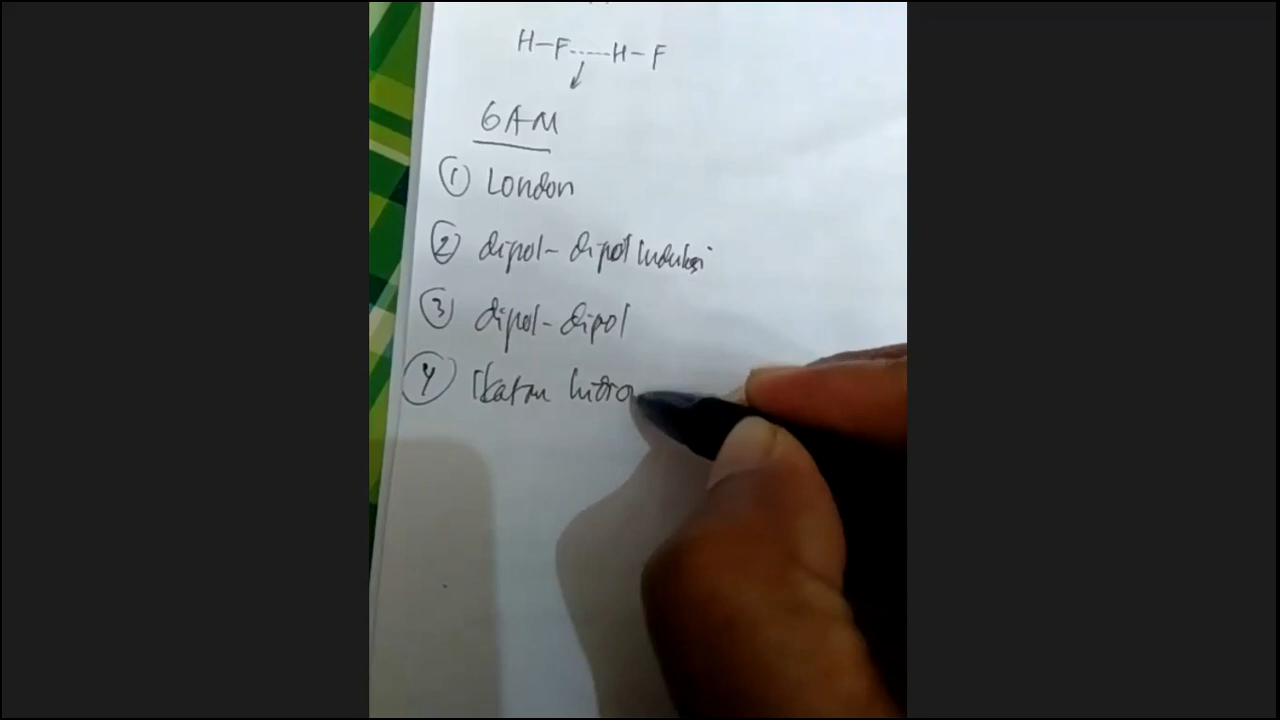 H-F.....H-F
GAM
① London
② dipol-dipol Induksi
③ dipol-dipol
④ Ikatan hidro